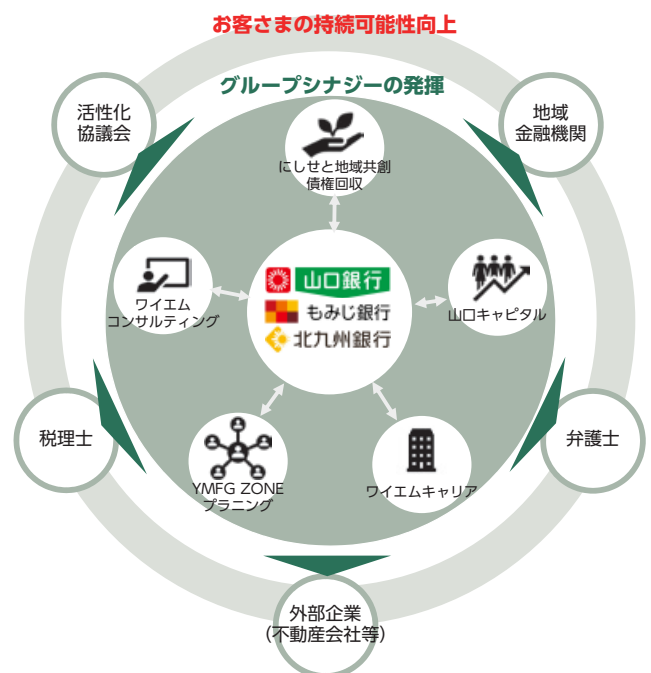 お客さまの持続可能性向上
グループシナジーの発揮
活性化
協議会
地域
金融機関
にしせと地域共創
債権回収
ワイエム
コンサルティング
山口銀行
もみじ銀行
北九州銀行
山口キャピタル
税理士
弁護士
YMFG ZONE
プラニング
ワイエムキャリア
外部企業
(不動産会社等)